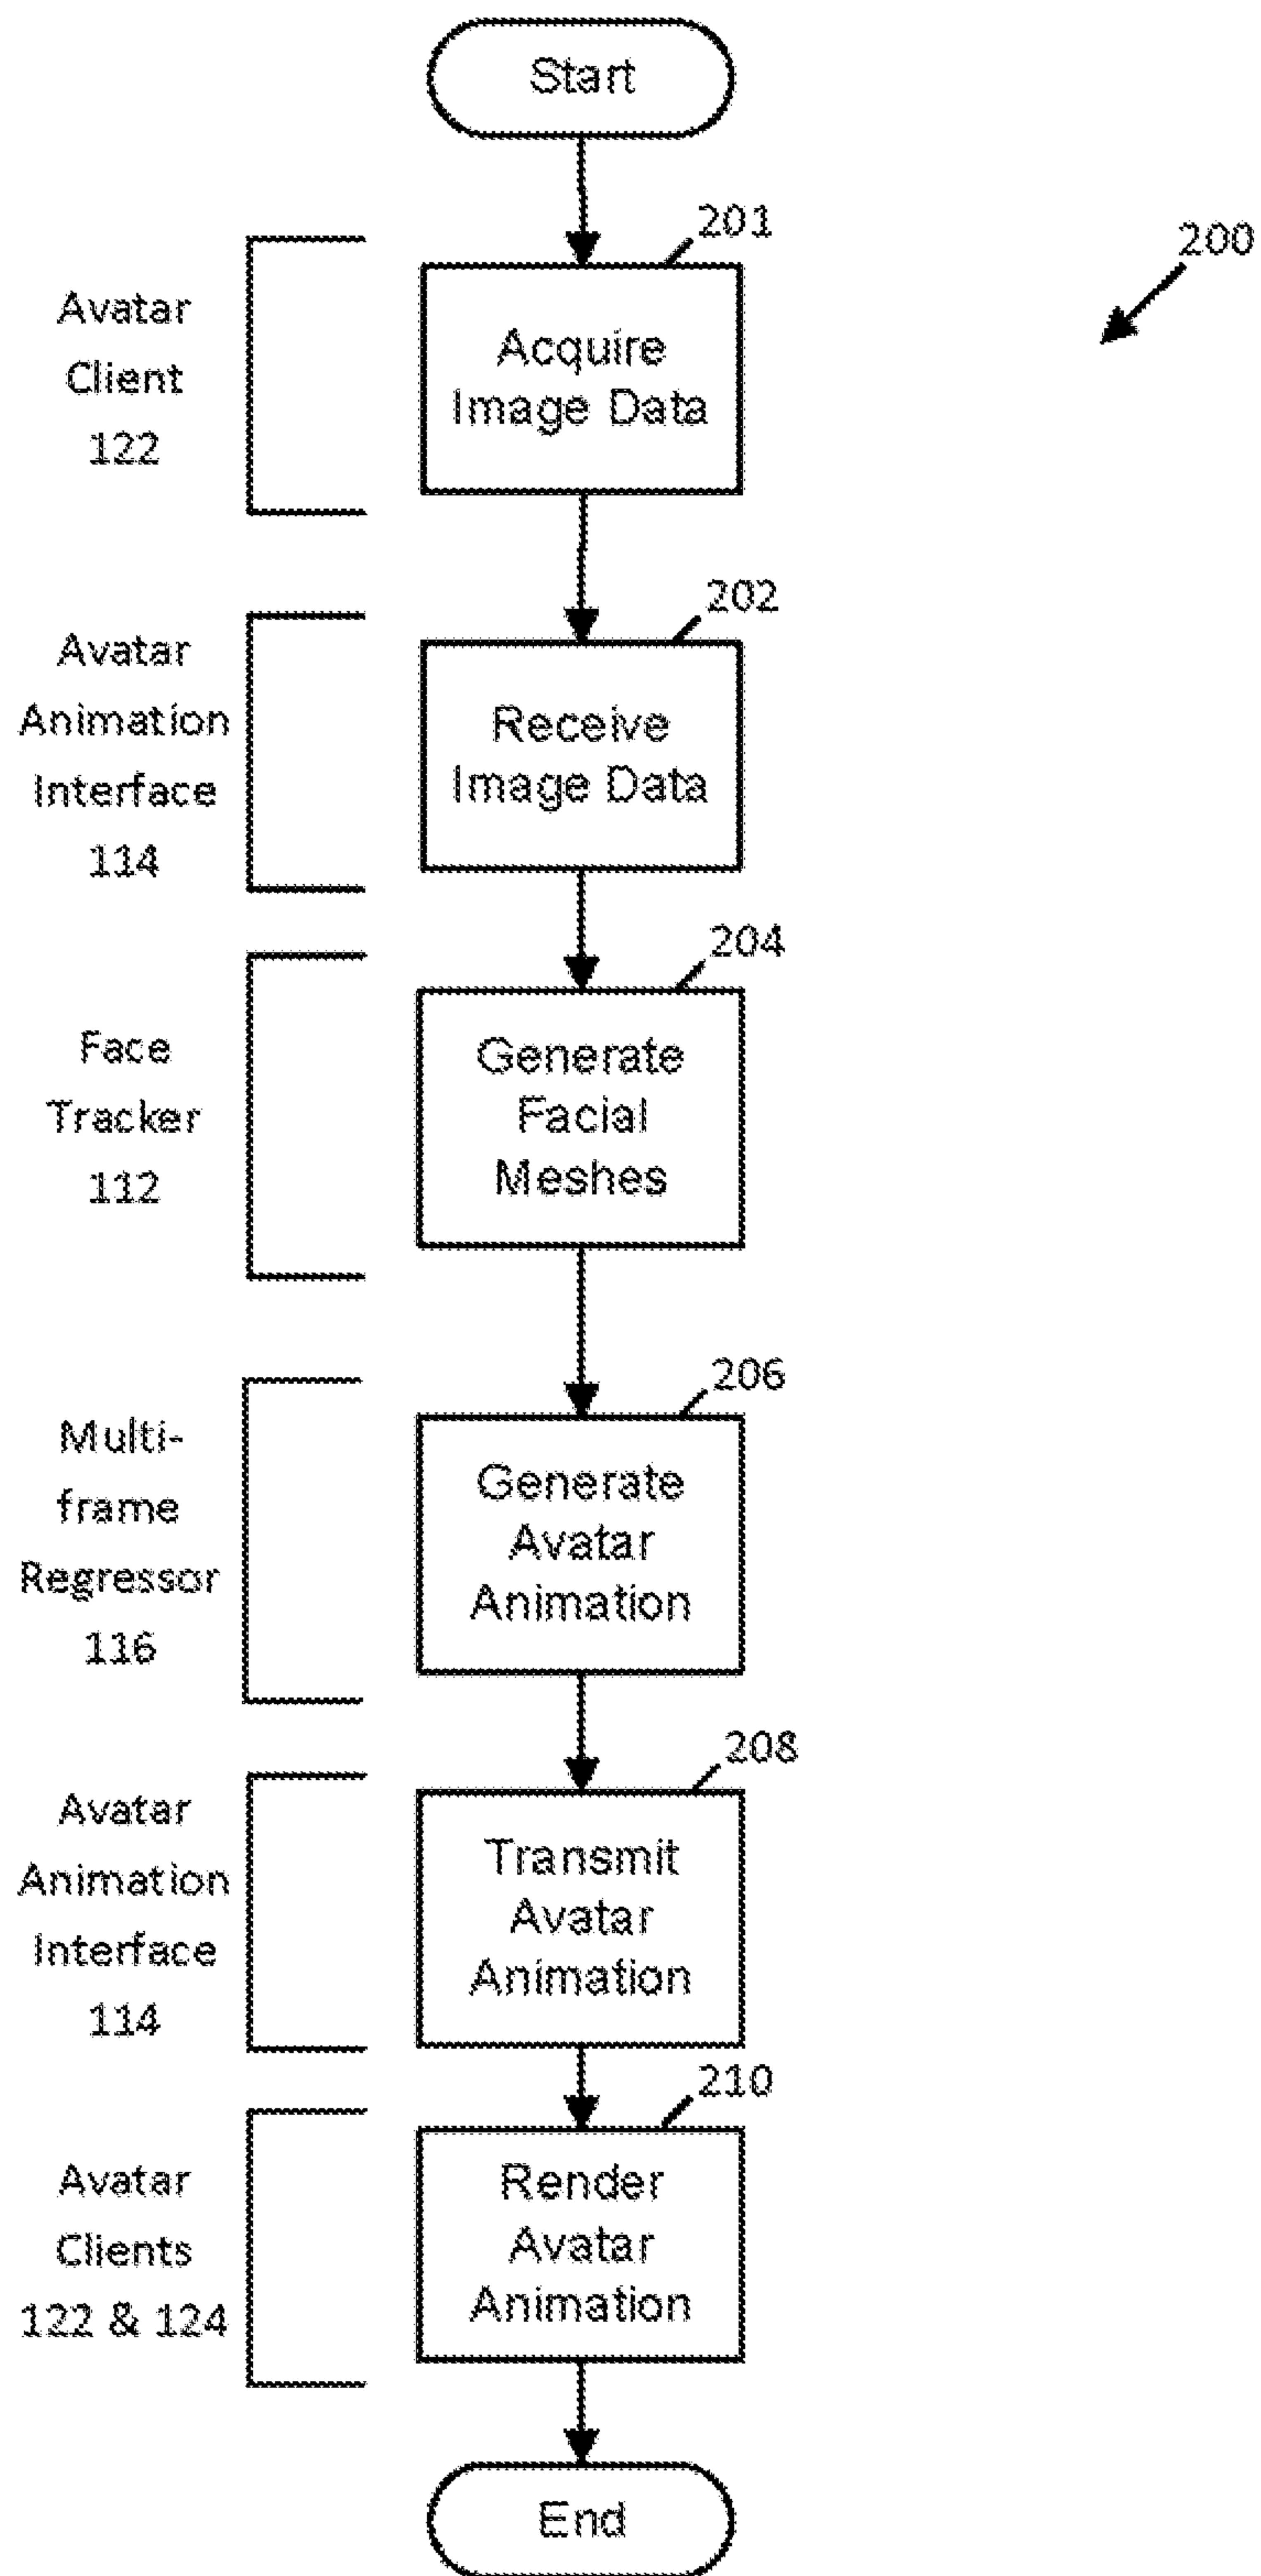 Start
201
200
Avatar
Client
122
Acquire
Image Data
202
Avatar
Animation
Interface
114
Receive
Image Data
204
Face
Tracker
112
Generate
Facial
Meshes
206
Multi-
frame
Regressor
116
Generate
Avatar
Animation
208
Avatar
Animation
Interface
114
Transmit
Avatar
Animation
210
Avatar
Clients
122 & 124
Render
Avatar
Animation
End